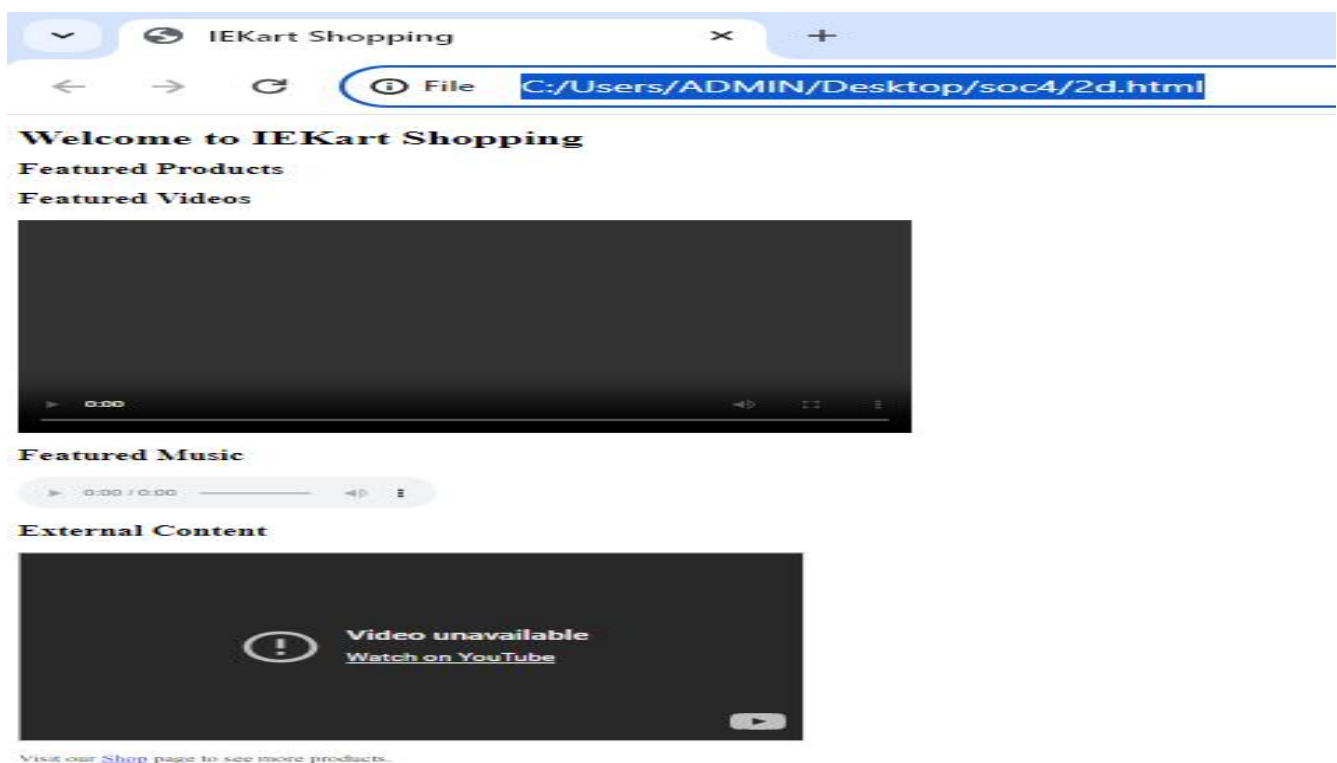 IEKart Shopping
File C:/Users/ADMIN/Desktop/soc4/2d.html
Welcome to IEKart Shopping
Featured Products
Featured Videos
0:00
Featured Music
0:00 / 0:00
External Content
Video unavailable
Watch on YouTube
Visit our Shop page to see more products.